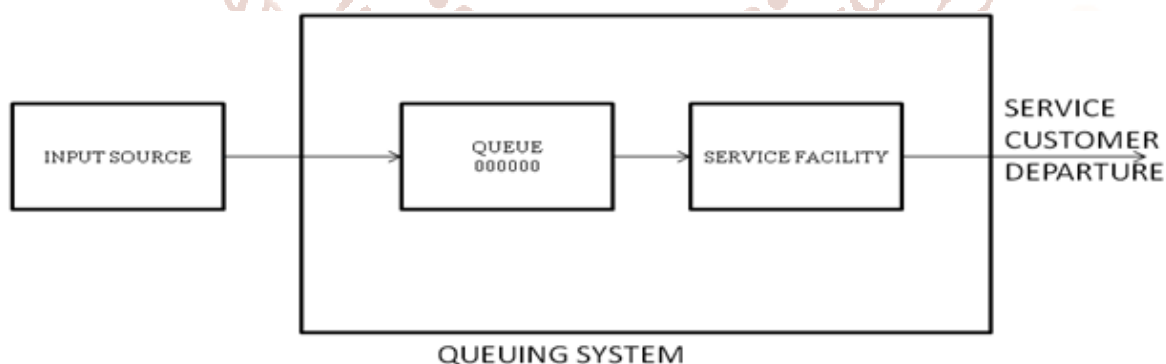 INPUT SOURCE
QUEUE
000000
SERVICE FACILITY
SERVICE
CUSTOMER
DEPARTURE
QUEUING SYSTEM